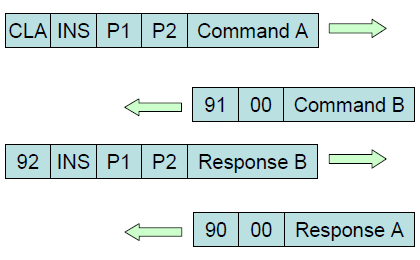 CLA INS P1 P2 Command A
91 00 Command B
92 INS P1 P2 Response B
90 00 Response A